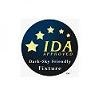 IDA
APPROVED
Dark-Sky Friendly
Fixture